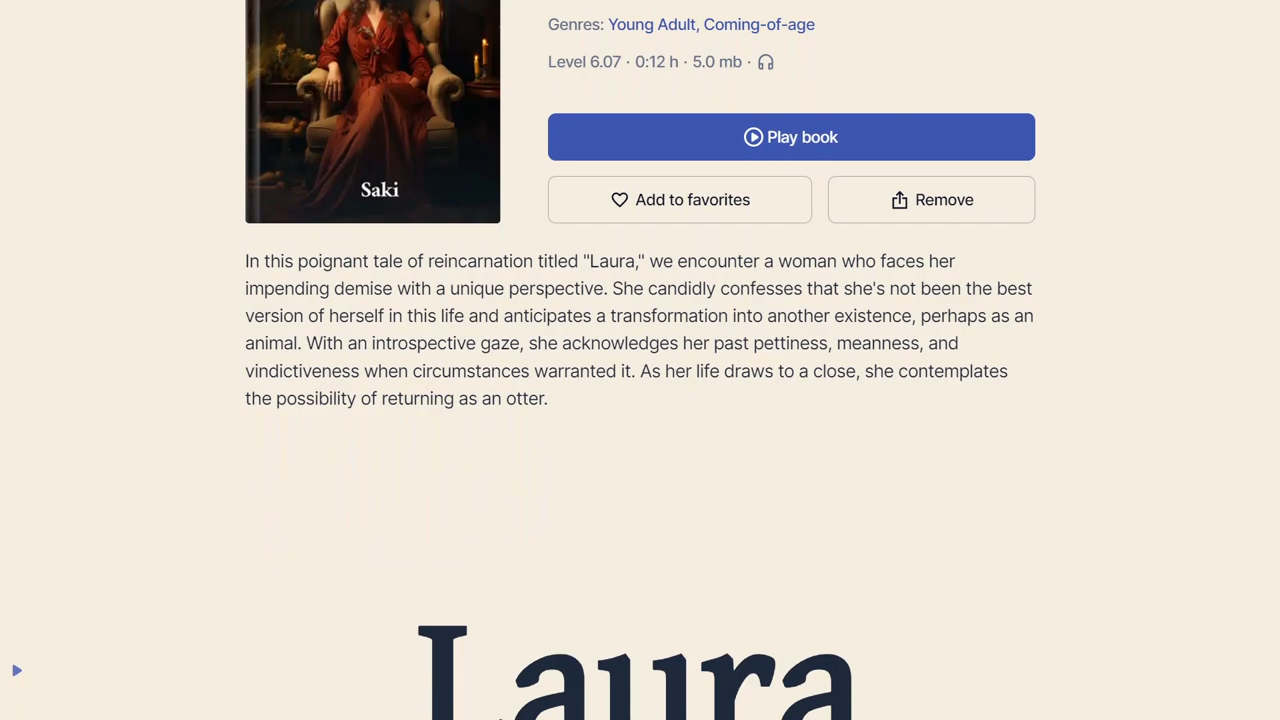 Genres: Young Adult, Coming-of-age
Level 6.07 · 0:12 h · 5.0 mb ·
Play book
Saki
Add to favorites
Remove
In this poignant tale of reincarnation titled "Laura," we encounter a woman who faces her
impending demise with a unique perspective. She candidly confesses that she's not been the best
version of herself in this life and anticipates a transformation into another existence, perhaps as an
animal. With an introspective gaze, she acknowledges her past pettiness, meanness, and
vindictiveness when circumstances warranted it. As her life draws to a close, she contemplates
the possibility of returning as an otter.
Laura